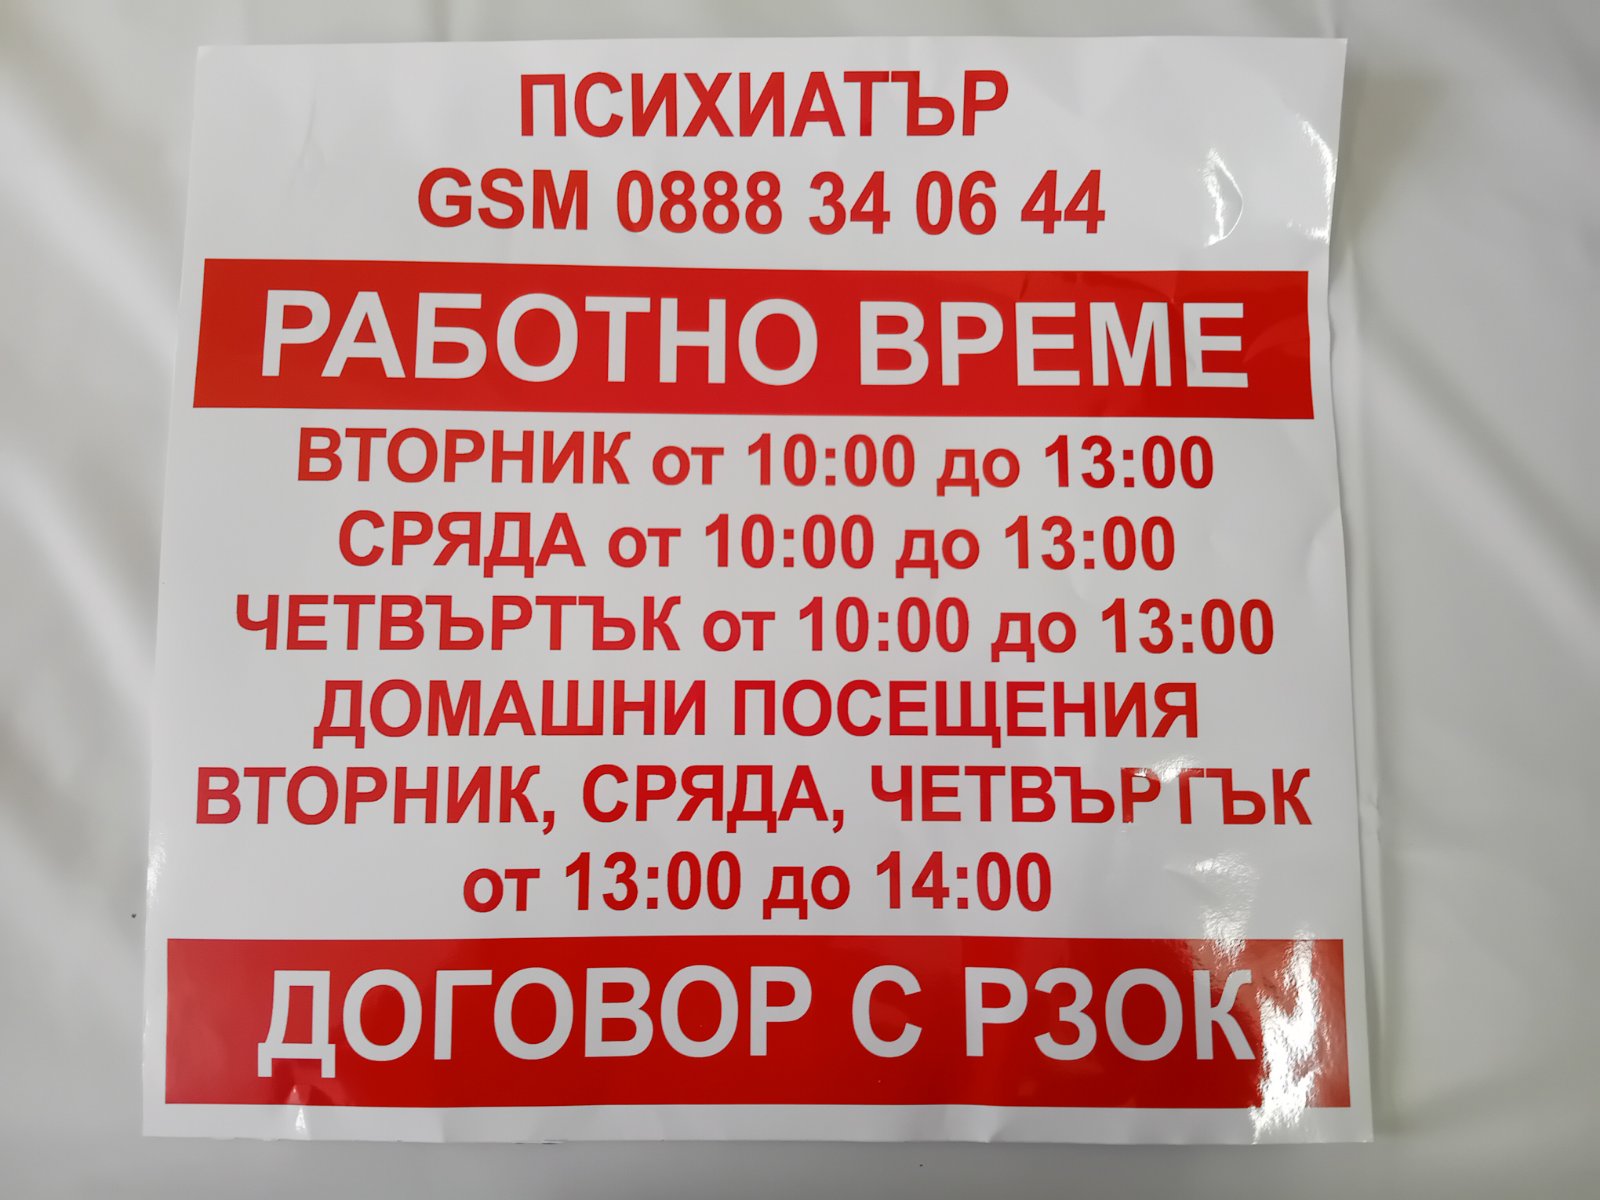 ПСИХИАТЪР
GSM 0888 34 06 44
РАБОТНО ВРЕМЕ
ВТОРНИК от 10:00 до 13:00
СРЯДА от 10:00 до 13:00
ЧЕТВЪРТЪК от 10:00 до 13:00
ДОМАШНИ ПОСЕЩЕНИЯ
ВТОРНИК, СРЯДА, ЧЕТВЪРТЪК
от 13:00 до 14:00
ДОГОВОР С РЗОК